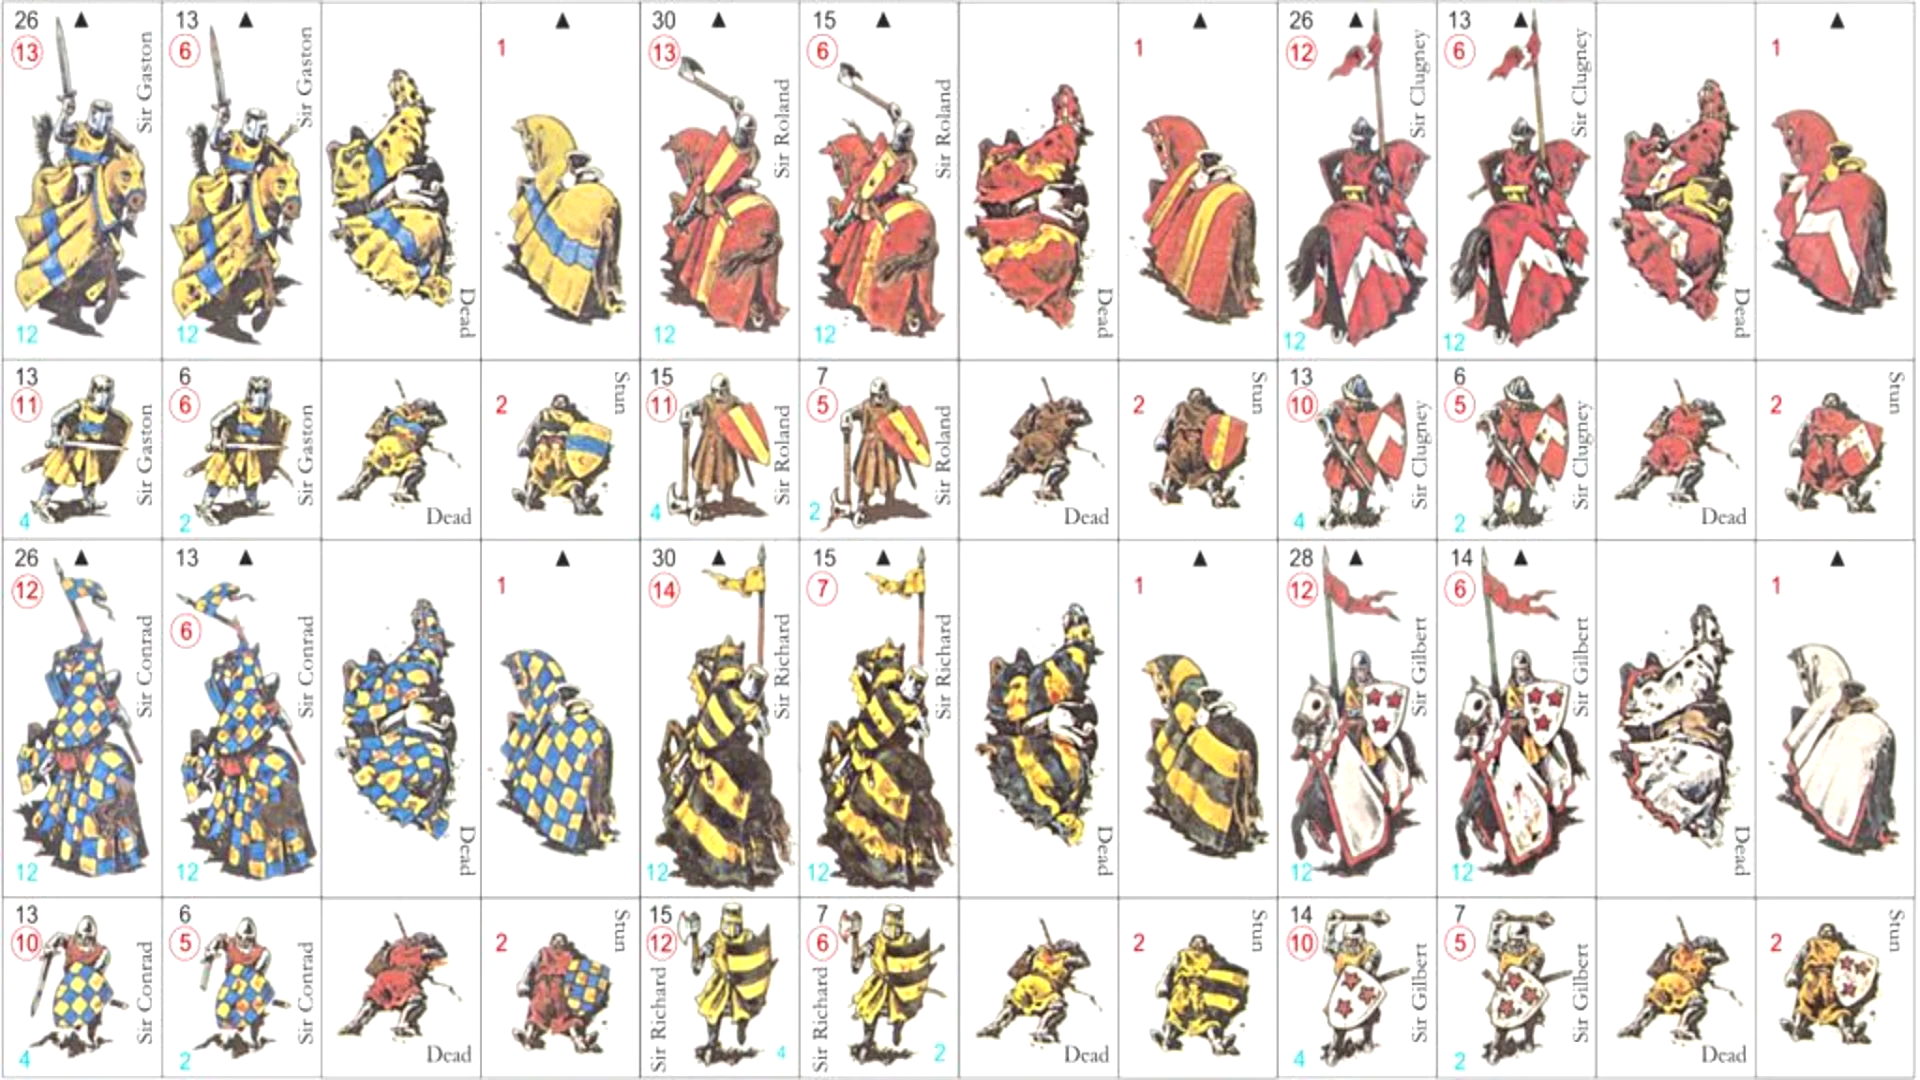 26
13
Sir Gaston
12
13
6
Sir Gaston
12
Dead
1
30
13
Sir Roland
12
15
6
Sir Roland
12
Dead
1
26
12
Sir Clugney
12
13
6
Sir Clugney
12
Dead
1
13
11
Sir Gaston
4
6
6
Sir Gaston
2
Dead
2
Stun
15
11
Sir Roland
4
7
5
Sir Roland
2
Dead
2
Stun
13
10
Sir Clugney
4
6
5
Sir Clugney
2
Dead
2
Stun
26
12
Sir Conrad
12
13
6
Sir Conrad
12
Dead
1
30
14
Sir Richard
12
15
7
Sir Richard
12
Dead
1
28
12
Sir Gilbert
12
14
6
Sir Gilbert
12
Dead
1
13
10
Sir Conrad
4
6
5
Sir Conrad
2
Dead
2
Stun
15
12
Sir Richard
4
7
6
Sir Richard
2
Dead
2
Stun
14
10
Sir Gilbert
4
7
5
Sir Gilbert
2
Dead
2
Stun